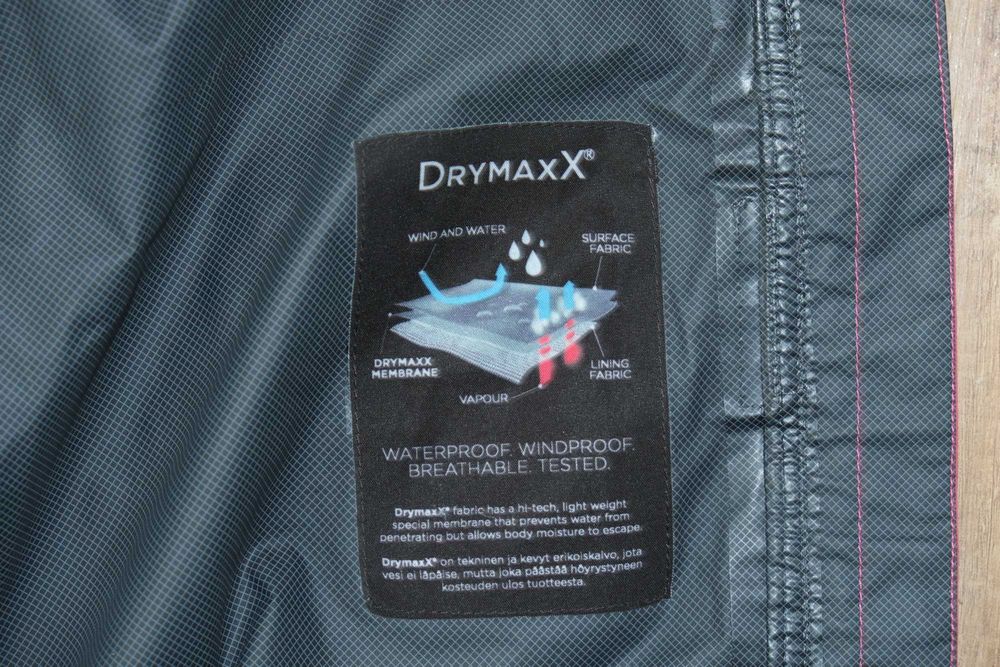 DRYMAXX®
WIND AND WATER
SURFACE
FABRIC
DRYMAXX
MEMBRANE
LINING
FABRIC
VAPOUR
WATERPROOF. WINDPROOF.
BREATHABLE. TESTED.
DrymaxX® fabric has a hi-tech, light weight
special membrane that prevents water from
penetrating but allows body moisture to escape.
DrymaxX® on tekninen ja kevyt erikoiskalvo, jota
vesi ei läpäise, mutta joka päästää höyrystyneen
kosteuden ulos tuotteesta.